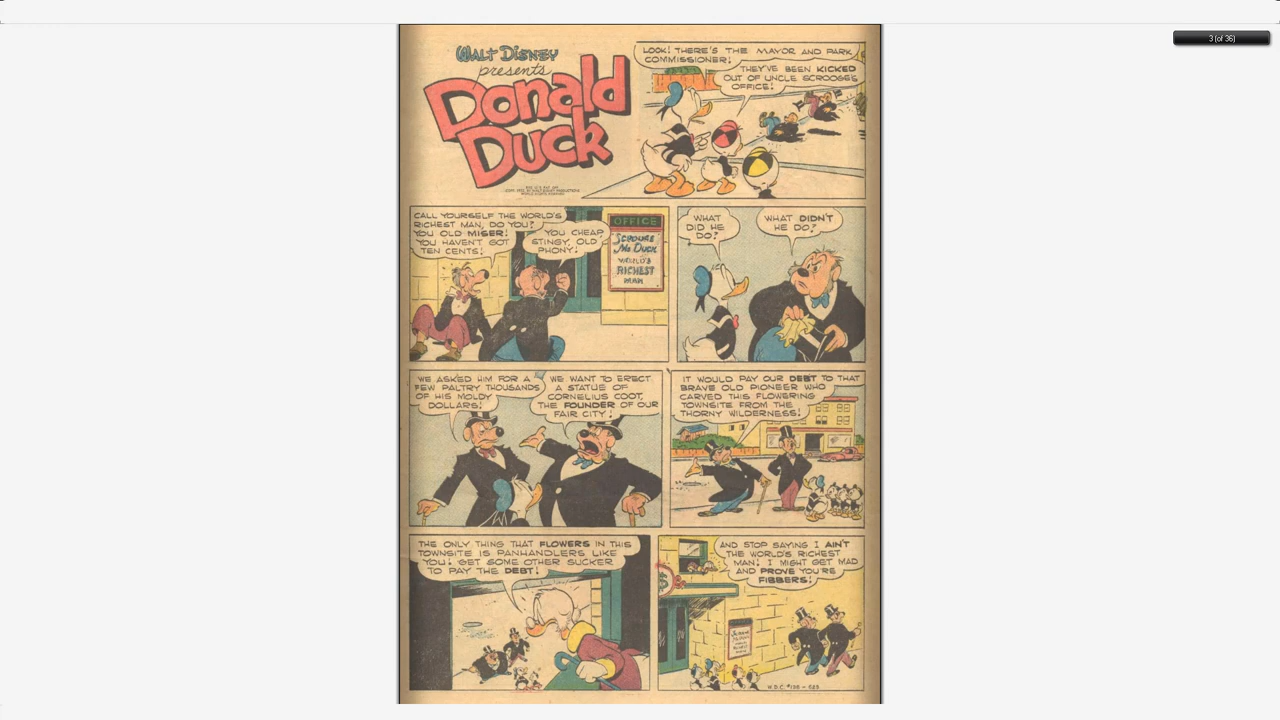 3 (of 36)
WALT DISNEY
presents
Donald
Duck
LOOK! THERE'S THE MAYOR AND PARK
COMMISSIONER!
THEY'VE BEEN KICKED
OUT OF UNCLE SCROOGE'S
OFFICE!
CALL YOURSELF THE WORLD'S
RICHEST MAN, DO YOU?
YOU OLD MISER!
YOU HAVEN'T GOT
TEN CENTS!
YOU CHEAP
STINGY, OLD
PHONY!
OFFICE
SCROOGE
McDUCK
WORLD'S
RICHEST
MAN
WHAT
DID HE
DO?
WHAT DIDN'T
HE DO?
WE ASKED HIM FOR A
FEW PALTRY THOUSANDS
OF HIS MOLDY
DOLLARS!
WE WANT TO ERECT
A STATUE OF
CORNELIUS COOT,
THE FOUNDER OF OUR
FAIR CITY!
IT WOULD PAY OUR DEBT TO THAT
BRAVE OLD PIONEER WHO
CARVED THIS FLOWERING
TOWNSITE FROM THE
THORNY WILDERNESS!
THE ONLY THING THAT FLOWERS IN THIS
TOWNSITE IS PANHANDLERS LIKE
YOU! GET SOME OTHER SUCKER
TO PAY THE DEBT!
AND STOP SAYING I AIN'T
THE WORLD'S RICHEST
MAN! I MIGHT GET MAD
AND PROVE YOU'RE
FIBBERS!
$
W.D.C. #138 - 525